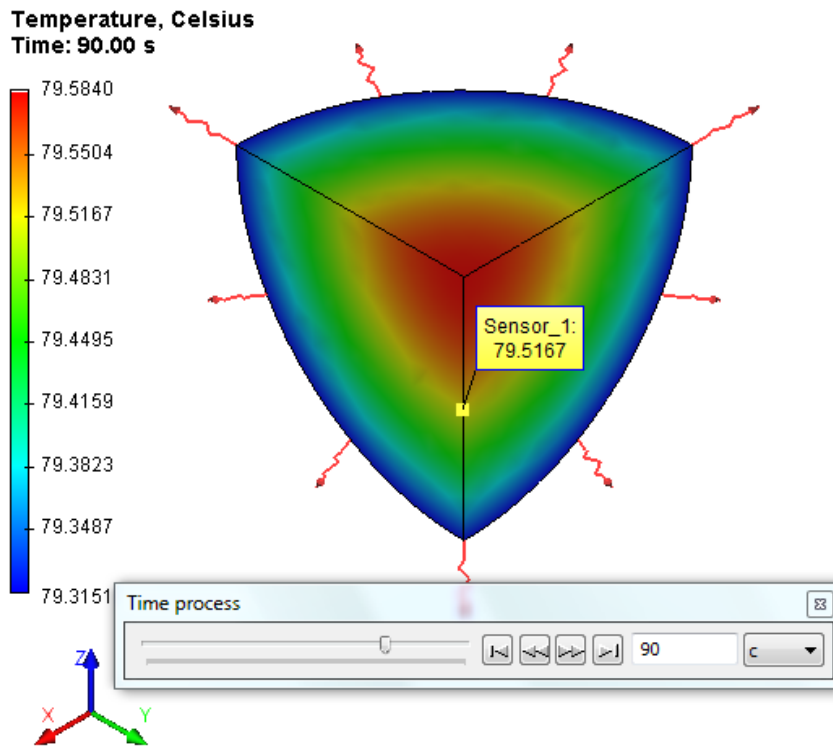 Temperature, Celsius
Time: 90.00 s
79.5840
79.5504
79.5167
79.4831
79.4495
79.4159
79.3823
79.3487
79.3151
Sensor_1:
79.5167
Time process
90
c
Z
X
Y